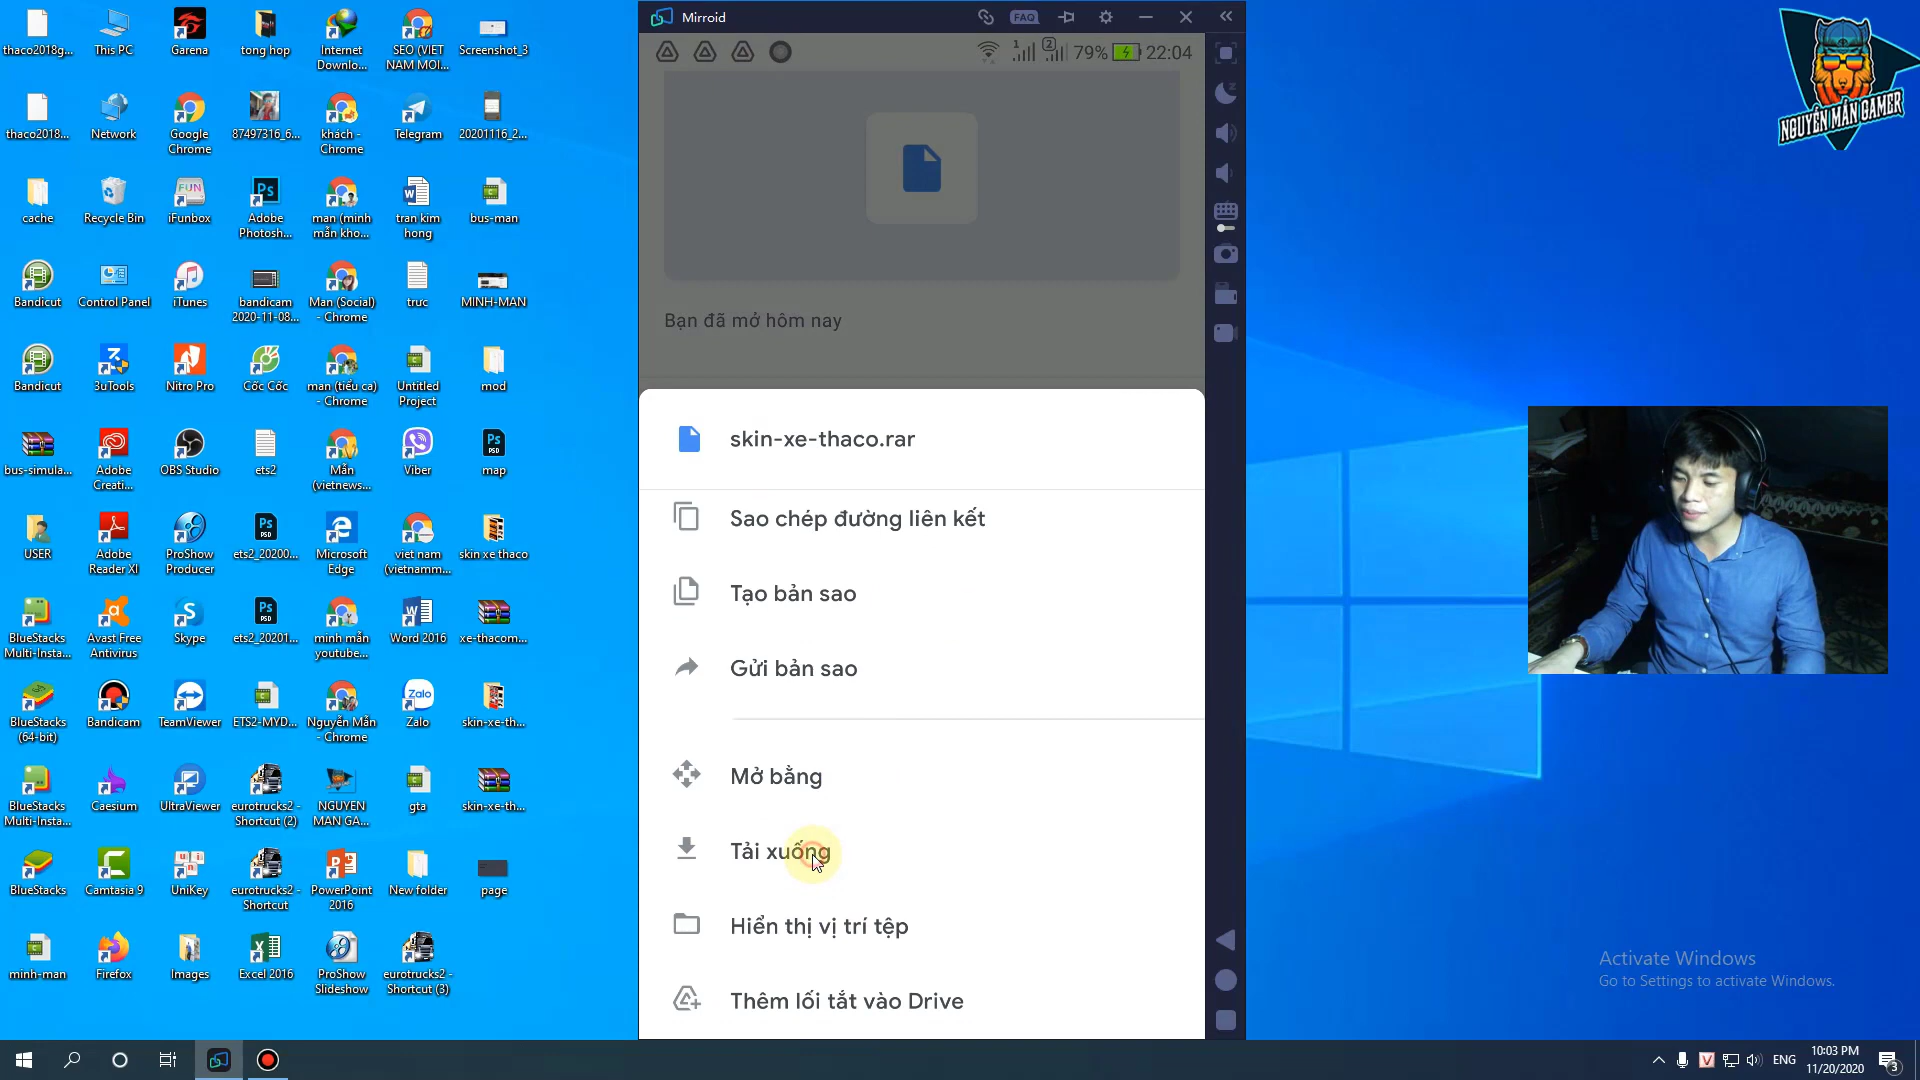 thaco2018g...
This PC
Garena
tong hop
Internet
Downlo...
SEO (VIET
NAM MOI...
Screenshot_3
thaco2018...
Network
Google
Chrome
87497316_6...
khách -
Chrome
Telegram
20201116_2...
cache
Recycle Bin
iFunbox
Adobe
Photosh...
man (minh
mẫn kho...
tran kim
hong
bus-man
Bandicut
Control Panel
iTunes
bandicam
2020-11-08...
Man (Social)
- Chrome
trưc
MINH-MAN
Bandicut
3uTools
Nitro Pro
Cốc Cốc
man (tiểu ca)
- Chrome
Untitled
Project
mod
bus-simula...
Adobe
Creati...
OBS Studio
ets2
Mẫn
(vietnews...
Viber
map
USER
Adobe
Reader XI
ProShow
Producer
ets2_20200...
Microsoft
Edge
viet nam
(vietnamm...
skin xe thaco
BlueStacks
Multi-Insta...
Avast Free
Antivirus
Skype
ets2_20201...
minh mẫn
youtube...
Word 2016
xe-thacom...
BlueStacks
(64-bit)
Bandicam
TeamViewer
ETS2-MYD...
Nguyễn Mẫn
- Chrome
Zalo
skin-xe-th...
BlueStacks
Multi-Insta...
Caesium
UltraViewer
eurotrucks2 -
Shortcut (2)
NGUYEN
MAN GA...
gta
skin-xe-th...
BlueStacks
Camtasia 9
UniKey
eurotrucks2 -
Shortcut
PowerPoint
2016
New folder
page
minh-man
Firefox
Images
Excel 2016
ProShow
Slideshow
eurotrucks2 -
Shortcut (3)
Mirroid
FAQ
79% 22:04
Bạn đã mở hôm nay
skin-xe-thaco.rar
Sao chép đường liên kết
Tạo bản sao
Gửi bản sao
Mở bằng
Tải xuống
Hiển thị vị trí tệp
Thêm lối tắt vào Drive
NGUYỄN MẪN GAMER
Activate Windows
Go to Settings to activate Windows.
ENG
10:03 PM
11/20/2020
3